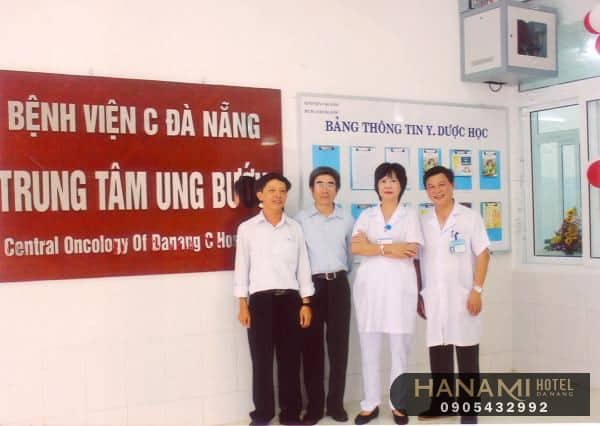 BỆNH VIỆN C ĐÀ NẴNG
TRUNG TÂM UNG BƯỚU
Central Oncology Of Danang C Hos
BẢNG THÔNG TIN Y, DƯỢC HỌC
HANAMI HOTEL
DA NANG
0905432992